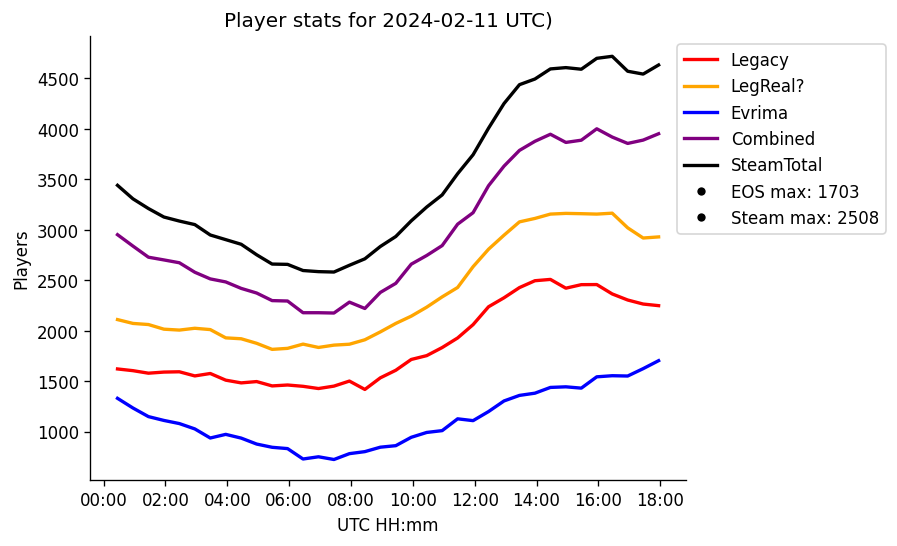 Player stats for 2024-02-11 UTC)
Players
4500
4000
3500
3000
2500
2000
1500
1000
00:00 02:00 04:00 06:00 08:00 10:00 12:00 14:00 16:00 18:00
UTC HH:mm
Legacy
LegReal?
Evrima
Combined
SteamTotal
EOS max: 1703
Steam max: 2508